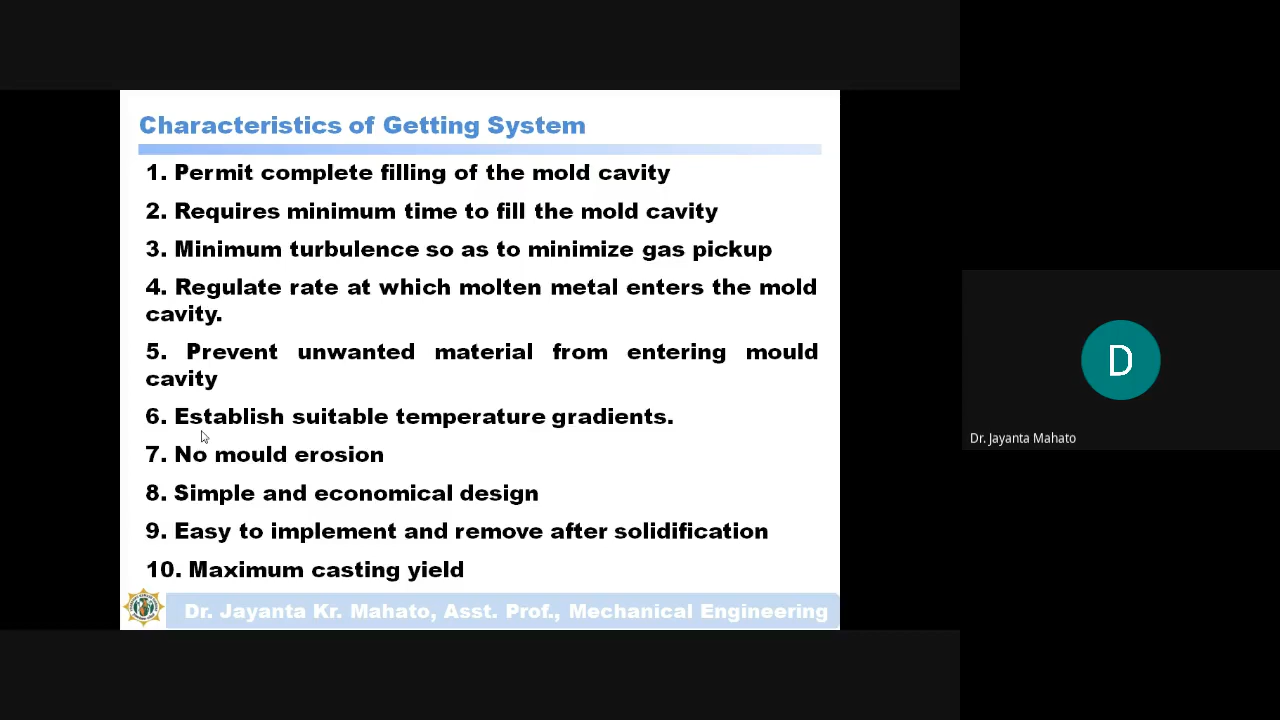 Characteristics of Getting System
1. Permit complete filling of the mold cavity
2. Requires minimum time to fill the mold cavity
3. Minimum turbulence so as to minimize gas pickup
4. Regulate rate at which molten metal enters the mold
cavity.
5. Prevent unwanted material from entering mould
cavity
6. Establish suitable temperature gradients.
7. No mould erosion
8. Simple and economical design
9. Easy to implement and remove after solidification
10. Maximum casting yield
Dr. Jayanta Kr. Mahato, Asst. Prof., Mechanical Engineering
D
Dr. Jayanta Mahato